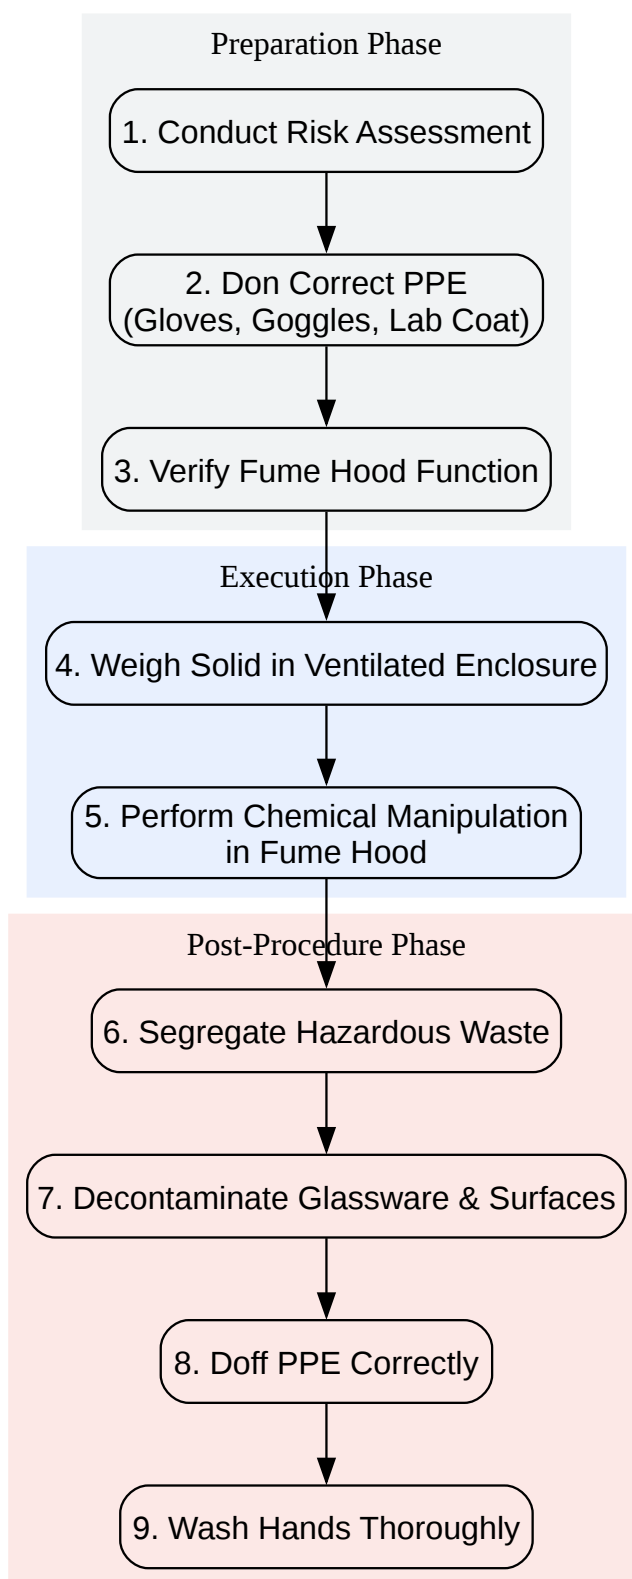 Preparation Phase
1. Conduct Risk Assessment
2. Don Correct PPE
(Gloves, Goggles, Lab Coat)
3. Verify Fume Hood Function
Execution Phase
4. Weigh Solid in Ventilated Enclosure
5. Perform Chemical Manipulation
in Fume Hood
Post-Procedure Phase
6. Segregate Hazardous Waste
7. Decontaminate Glassware & Surfaces
8. Doff PPE Correctly
9. Wash Hands Thoroughly